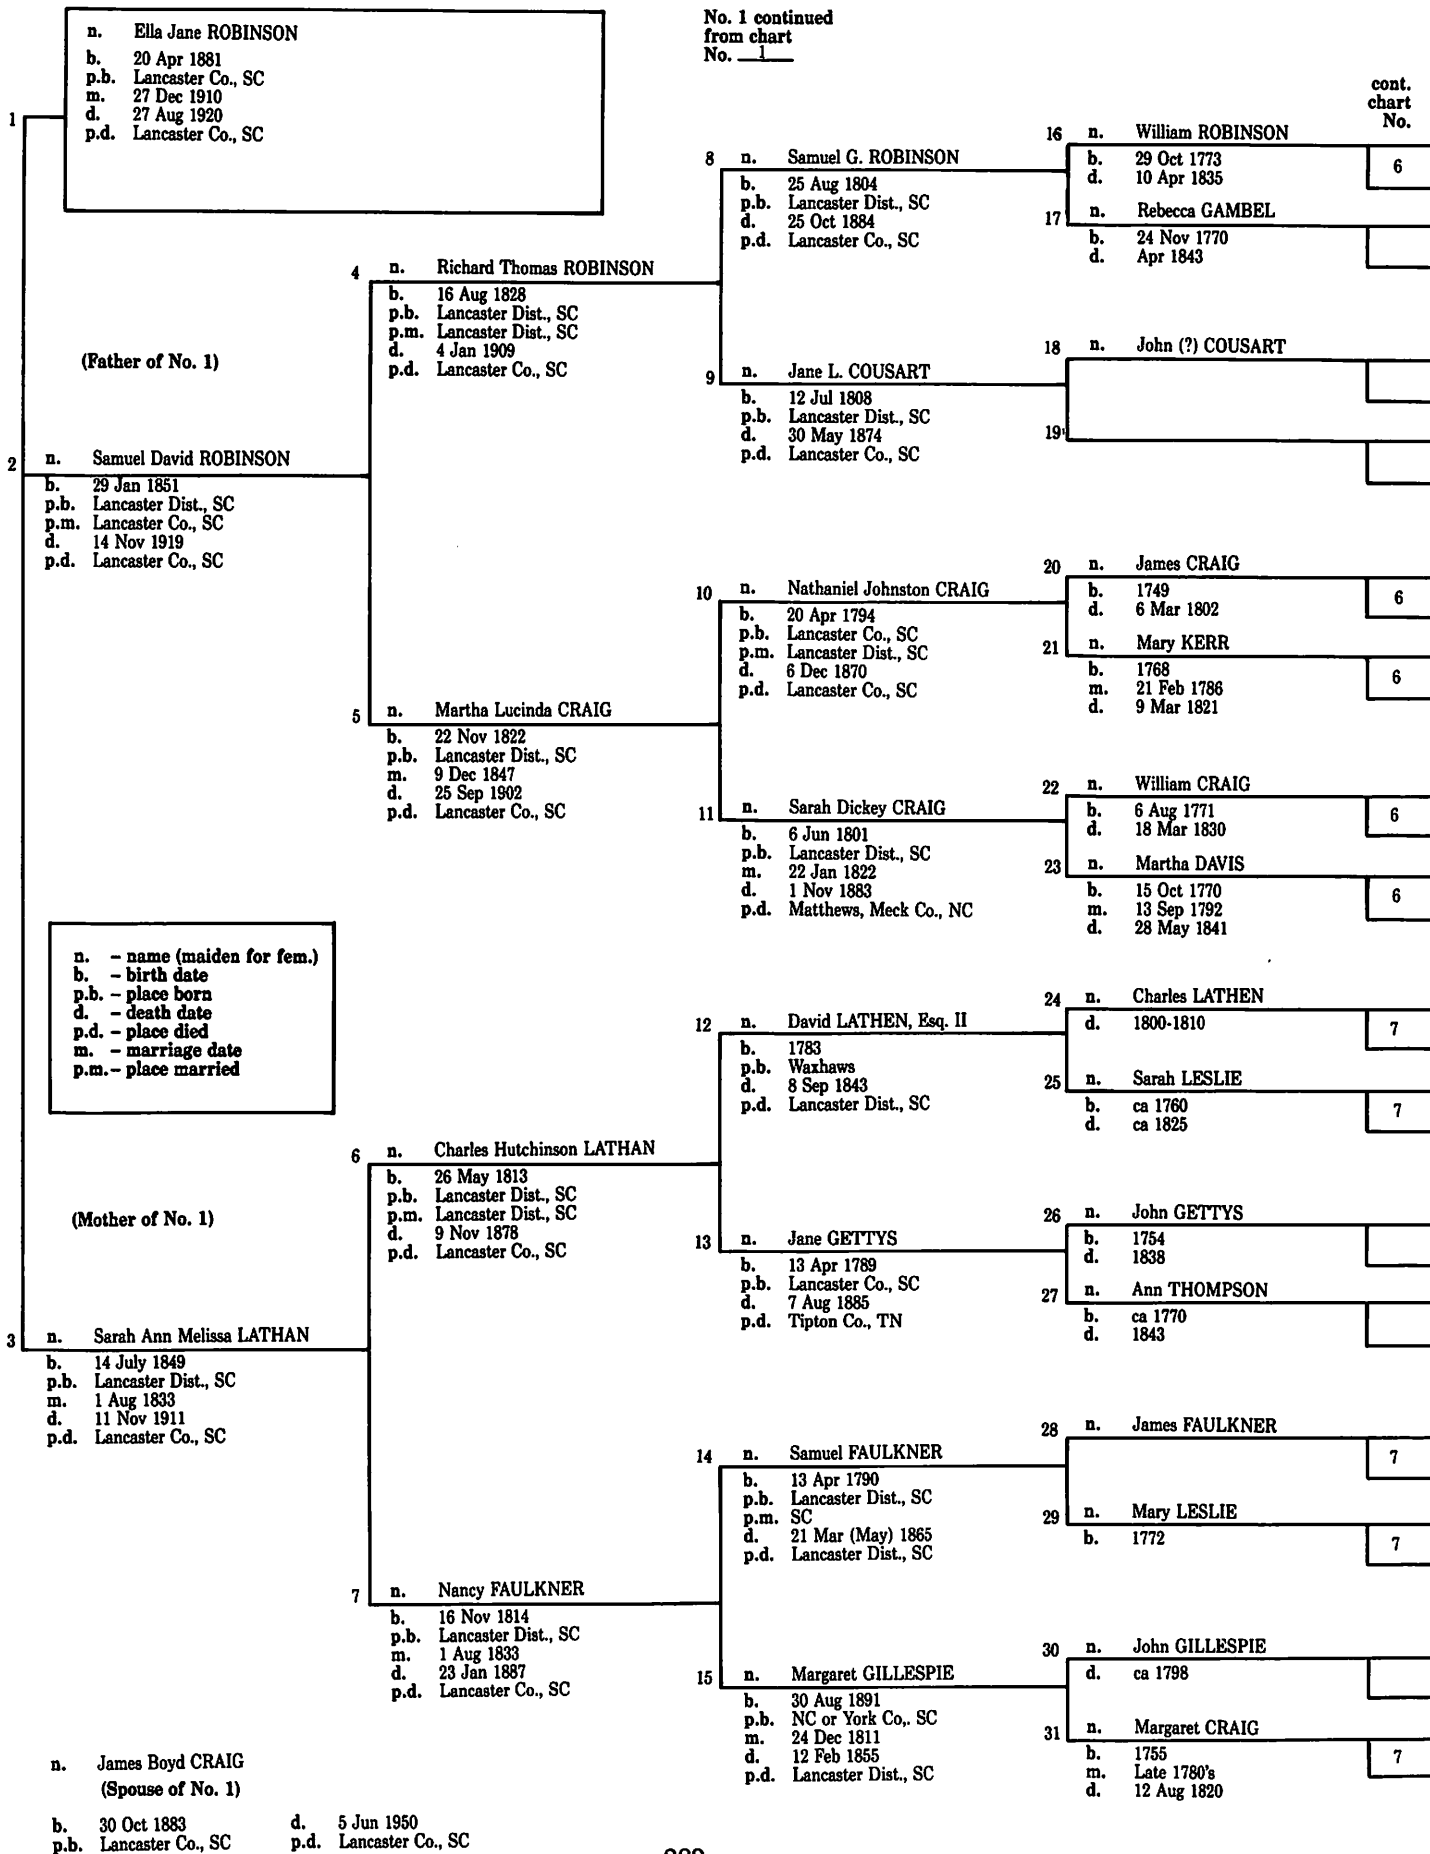 n. Ella Jane ROBINSON
b. 20 Apr 1881
p.b. Lancaster Co., SC
m. 27 Dec 1910
d. 27 Aug 1920
p.d. Lancaster Co., SC
1
No. 1 continued
from chart
No. 1
cont.
chart
No.
(Father of No. 1)
2 n. Samuel David ROBINSON
b. 29 Jan 1851
p.b. Lancaster Dist., SC
p.m. Lancaster Co., SC
d. 14 Nov 1919
p.d. Lancaster Co., SC
n. – name (maiden for fem.)
b. – birth date
p.b. – place born
d. – death date
p.d. – place died
m. – marriage date
p.m. – place married
(Mother of No. 1)
3 n. Sarah Ann Melissa LATHAN
b. 14 July 1849
p.b. Lancaster Dist., SC
m. 1 Aug 1833
d. 11 Nov 1911
p.d. Lancaster Co., SC
n. James Boyd CRAIG
(Spouse of No. 1)
b. 30 Oct 1883 d. 5 Jun 1950
p.b. Lancaster Co., SC p.d. Lancaster Co., SC
4 n. Richard Thomas ROBINSON
b. 16 Aug 1828
p.b. Lancaster Dist., SC
p.m. Lancaster Dist., SC
d. 4 Jan 1909
p.d. Lancaster Co., SC
5 n. Martha Lucinda CRAIG
b. 22 Nov 1822
p.b. Lancaster Dist., SC
m. 9 Dec 1847
d. 25 Sep 1902
p.d. Lancaster Co., SC
6 n. Charles Hutchinson LATHAN
b. 26 May 1813
p.b. Lancaster Dist., SC
p.m. Lancaster Dist., SC
d. 9 Nov 1878
p.d. Lancaster Co., SC
7 n. Nancy FAULKNER
b. 16 Nov 1814
p.b. Lancaster Dist., SC
m. 1 Aug 1833
d. 23 Jan 1887
p.d. Lancaster Co., SC
8 n. Samuel G. ROBINSON
b. 25 Aug 1804
p.b. Lancaster Dist., SC
d. 25 Oct 1884
p.d. Lancaster Co., SC
9 n. Jane L. COUSART
b. 12 Jul 1808
p.b. Lancaster Dist., SC
d. 30 May 1874
p.d. Lancaster Co., SC
10 n. Nathaniel Johnston CRAIG
b. 20 Apr 1794
p.b. Lancaster Co., SC
p.m. Lancaster Dist., SC
d. 6 Dec 1870
p.d. Lancaster Co., SC
11 n. Sarah Dickey CRAIG
b. 6 Jun 1801
p.b. Lancaster Dist., SC
m. 22 Jan 1822
d. 1 Nov 1883
p.d. Matthews, Meck Co., NC
12 n. David LATHEN, Esq. II
b. 1783
p.b. Waxhaws
d. 8 Sep 1843
p.d. Lancaster Dist., SC
13 n. Jane GETTYS
b. 13 Apr 1789
p.b. Lancaster Co., SC
d. 7 Aug 1885
p.d. Tipton Co., TN
14 n. Samuel FAULKNER
b. 13 Apr 1790
p.b. Lancaster Dist., SC
p.m. SC
d. 21 Mar (May) 1865
p.d. Lancaster Dist., SC
15 n. Margaret GILLESPIE
b. 30 Aug 1891
p.b. NC or York Co,. SC
m. 24 Dec 1811
d. 12 Feb 1855
p.d. Lancaster Dist., SC
16 n. William ROBINSON
b. 29 Oct 1773
d. 10 Apr 1835
6
17 n. Rebecca GAMBEL
b. 24 Nov 1770
d. Apr 1843
18 n. John (?) COUSART
19
20 n. James CRAIG
b. 1749
d. 6 Mar 1802
6
21 n. Mary KERR
b. 1768
m. 21 Feb 1786
d. 9 Mar 1821
6
22 n. William CRAIG
b. 6 Aug 1771
d. 18 Mar 1830
6
23 n. Martha DAVIS
b. 15 Oct 1770
m. 13 Sep 1792
d. 28 May 1841
6
24 n. Charles LATHEN
d. 1800-1810
7
25 n. Sarah LESLIE
b. ca 1760
d. ca 1825
7
26 n. John GETTYS
b. 1754
d. 1838
27 n. Ann THOMPSON
b. ca 1770
d. 1843
28 n. James FAULKNER
7
29 n. Mary LESLIE
b. 1772
7
30 n. John GILLESPIE
d. ca 1798
31 n. Margaret CRAIG
b. 1755
m. Late 1780's
d. 12 Aug 1820
7